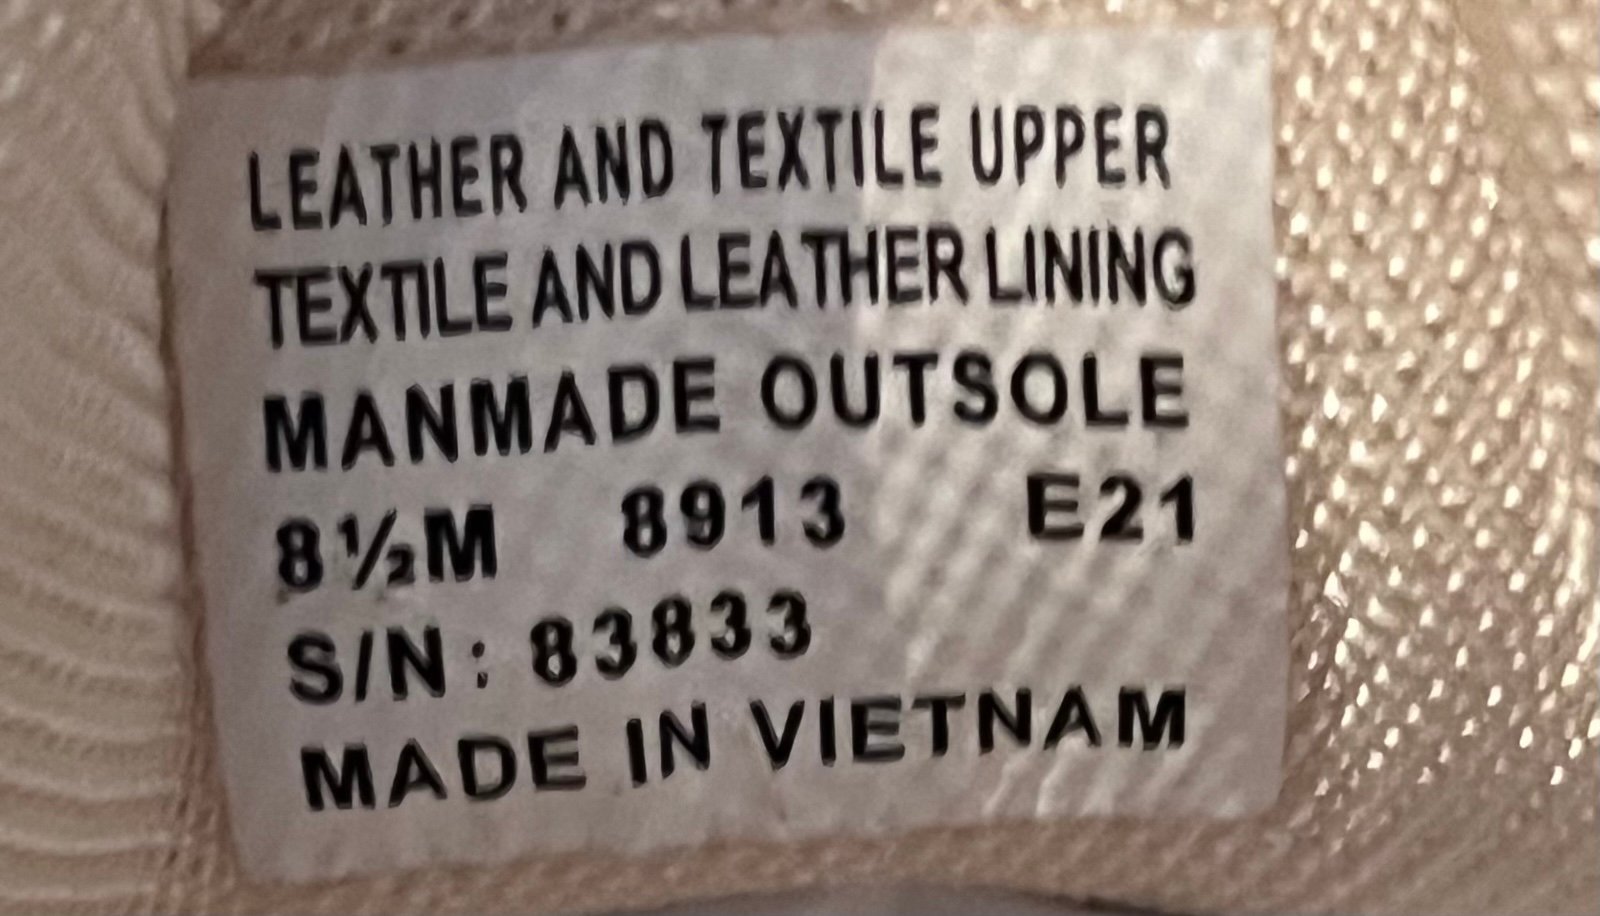 LEATHER AND TEXTILE UPPER
TEXTILE AND LEATHER LINING
MANMADE OUTSOLE
8½M 8913 E21
S/N: 83833
MADE IN VIETNAM